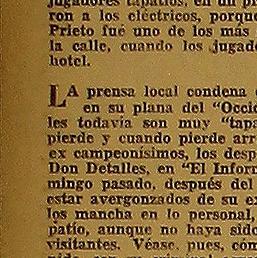 jugadores tapatíos, en un p
ron a los eléctricos, porque
Prieto fué uno de los más
la calle, cuando los jugado
hotel.
LA prensa local condena
en su plana del "Occi
les todavía son muy "tapa
pierde y cuando pierde arr
ex campeonísimos, los desp
Don Detalles, en "El Inform
mingo pasado, después del
estar avergonzados de su ex
los mancha en lo personal,
patío, aunque no haya sido
visitantes. Véase, pues, cóm